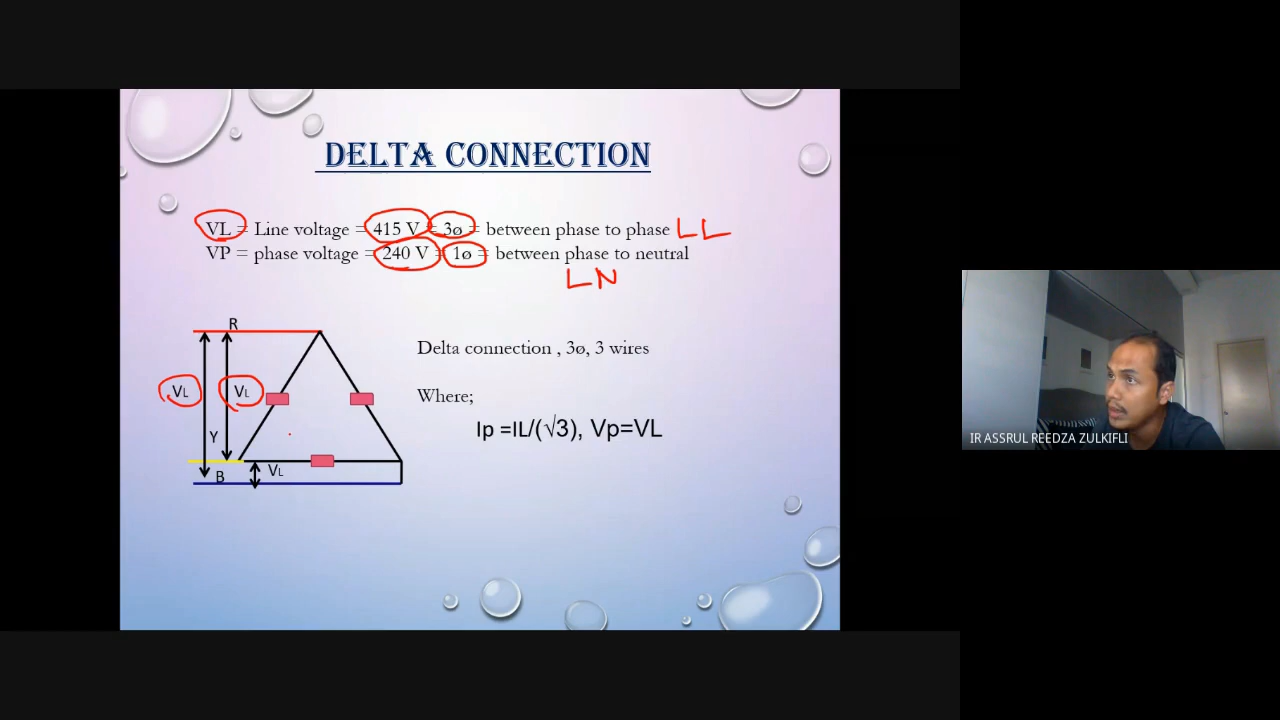 DELTA CONNECTION
VL = Line voltage = 415 V = 3ø = between phase to phase LL
VP = phase voltage = 240 V = 1ø = between phase to neutral
LN
R
Delta connection , 3ø, 3 wires
VL VL
Where;
Ip =IL/(√3), Vp=VL
Y
B VL
IR ASSRUL REEDZA ZULKIFLI